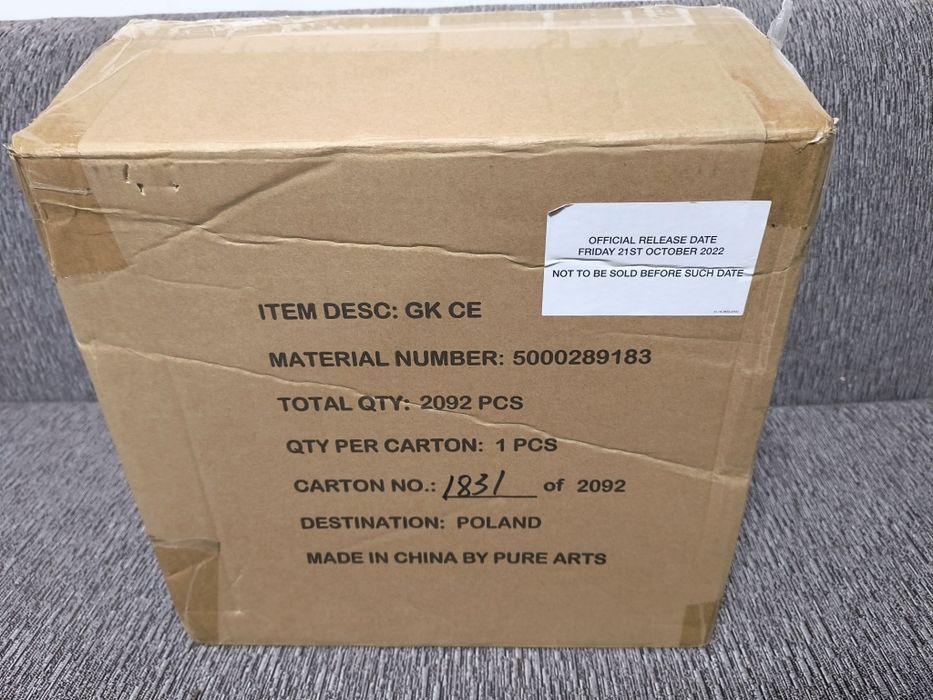 OFFICIAL RELEASE DATE
FRIDAY 21ST OCTOBER 2022
NOT TO BE SOLD BEFORE SUCH DATE
ITEM DESC: GK CE
MATERIAL NUMBER: 5000289183
TOTAL QTY: 2092 PCS
QTY PER CARTON: 1 PCS
CARTON NO.: 1831 of 2092
DESTINATION: POLAND
MADE IN CHINA BY PURE ARTS